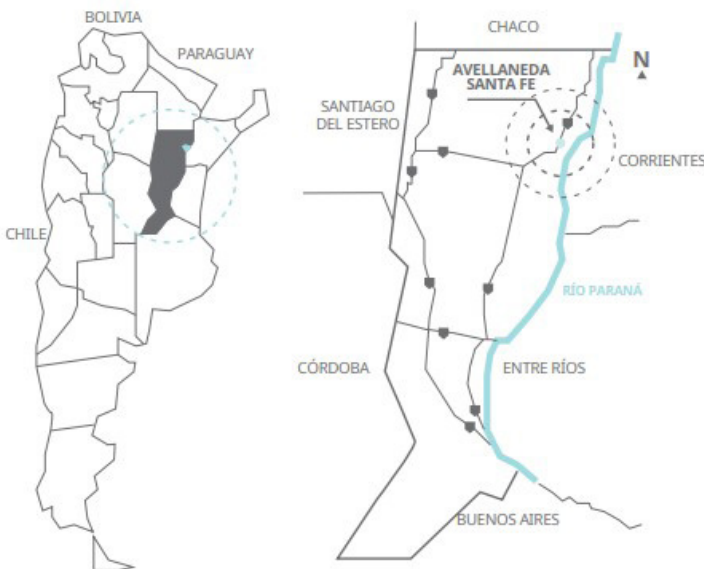 BOLIVIA
PARAGUAY
CHILE
CHACO
N
AVELLANEDA
SANTA FE
SANTIAGO
DEL ESTERO
CORRIENTES
RÍO PARANÁ
CÓRDOBA
ENTRE RÍOS
BUENOS AIRES